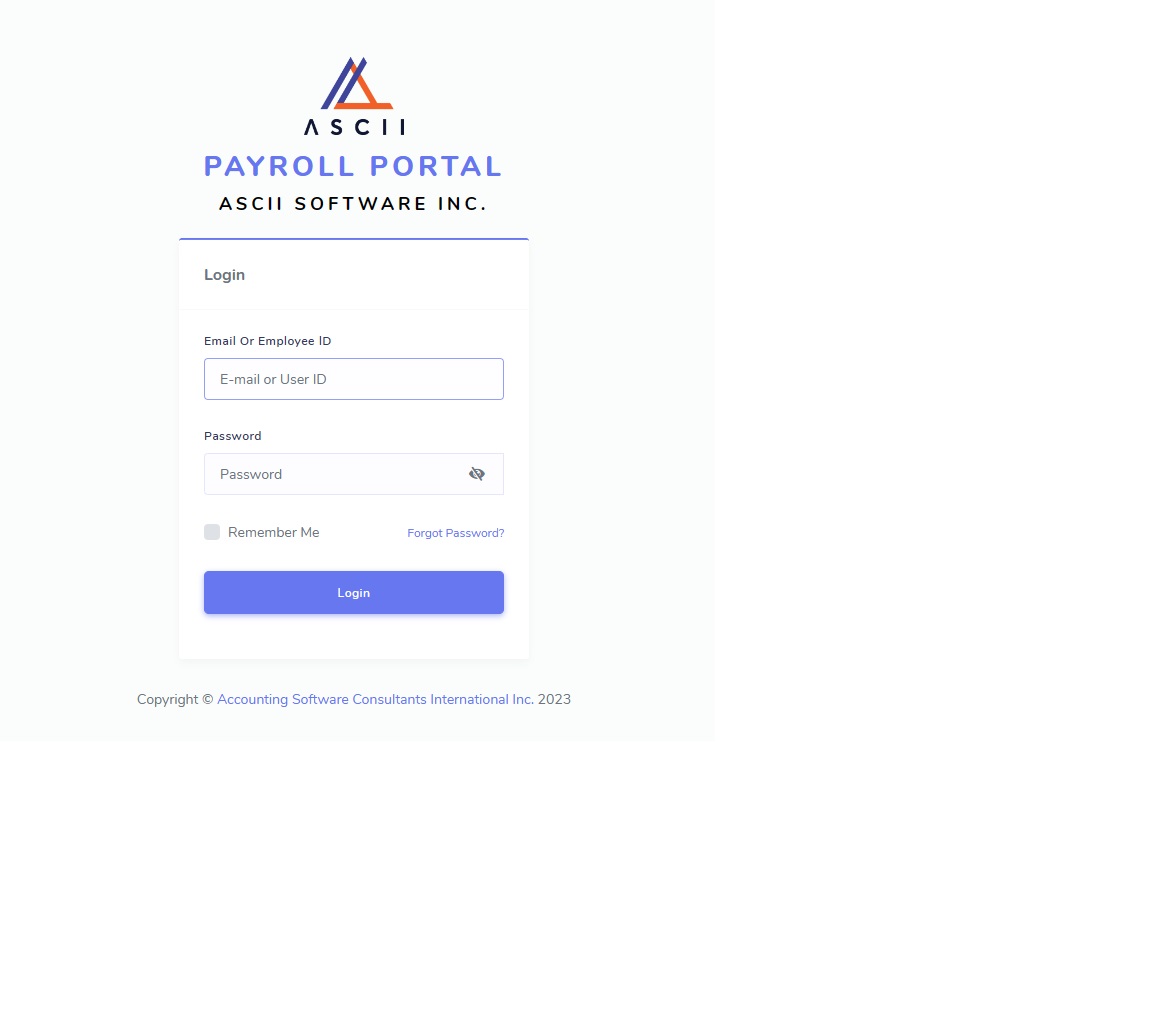 ASCII
PAYROLL PORTAL
ASCII SOFTWARE INC.
Login
Email Or Employee ID
E-mail or User ID
Password
Password
Remember Me
Forgot Password?
Login
Copyright © Accounting Software Consultants International Inc. 2023